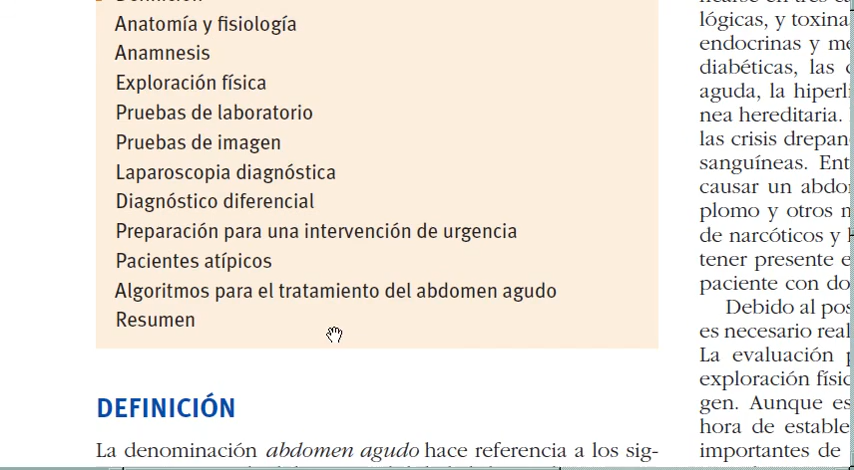 Definición
Anatomía y fisiología
Anamnesis
Exploración física
Pruebas de laboratorio
Pruebas de imagen
Laparoscopia diagnóstica
Diagnóstico diferencial
Preparación para una intervención de urgencia
Pacientes atípicos
Algoritmos para el tratamiento del abdomen agudo
Resumen
DEFINICIÓN
La denominación abdomen agudo hace referencia a los sig-
lógicas, y toxina
endocrinas y me
diabéticas, las
aguda, la hiperli
nea hereditaria.
las crisis drepan
sanguíneas. Ent
causar un abdo
plomo y otros
de narcóticos y
tener presente e
paciente con do
Debido al pos
es necesario real
La evaluación
exploración físic
gen. Aunque es
hora de estable
importantes de